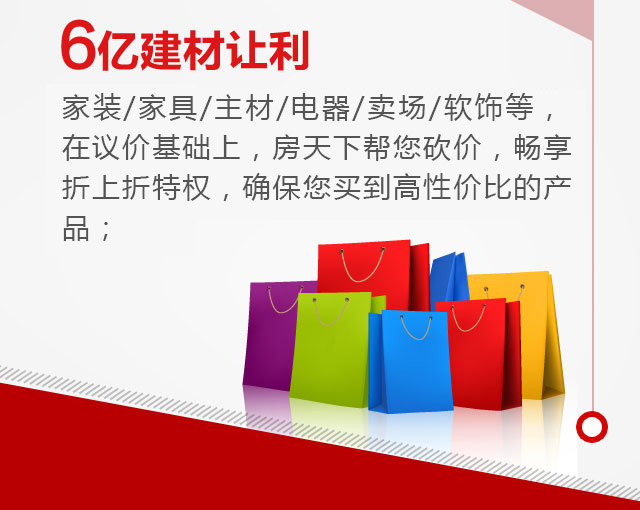 6亿建材让利
家装/家具/主材/电器/卖场/软饰等，
在议价基础上，房天下帮您砍价，畅享
折上折特权，确保您买到高性价比的产
品；